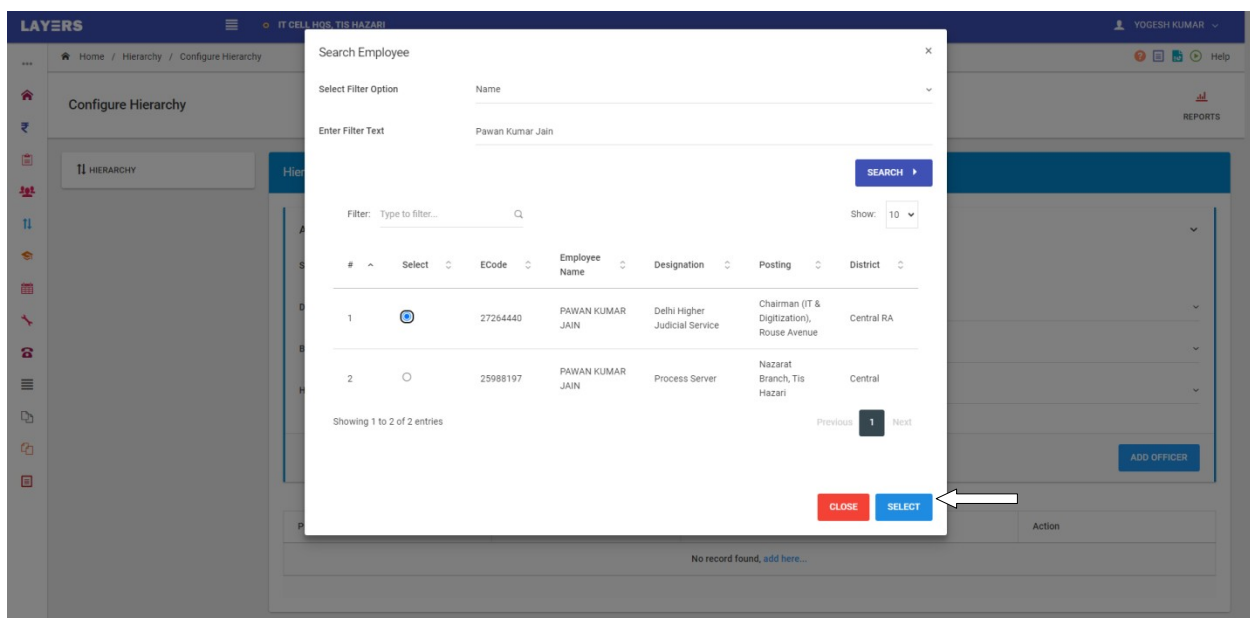 LAYΞRS
IT CELL HQS, TIS HAZARI
YOGESH KUMAR
Home / Hierarchy / Configure Hierarchy
Help
Configure Hierarchy
REPORTS
HIERARCHY
Hier
Search Employee
×
Select Filter Option
Name
Enter Filter Text
Pawan Kumar Jain
SEARCH
Filter: Type to filter...
Show: 10
# Select ECode Employee Name Designation Posting District
1 27264440 PAWAN KUMAR JAIN Delhi Higher Judicial Service Chairman (IT & Digitization), Rouse Avenue Central RA
2 25988197 PAWAN KUMAR JAIN Process Server Nazarat Branch, Tis Hazari Central
Showing 1 to 2 of 2 entries
Previous 1 Next
ADD OFFICER
CLOSE SELECT
P
Action
No record found, add here...